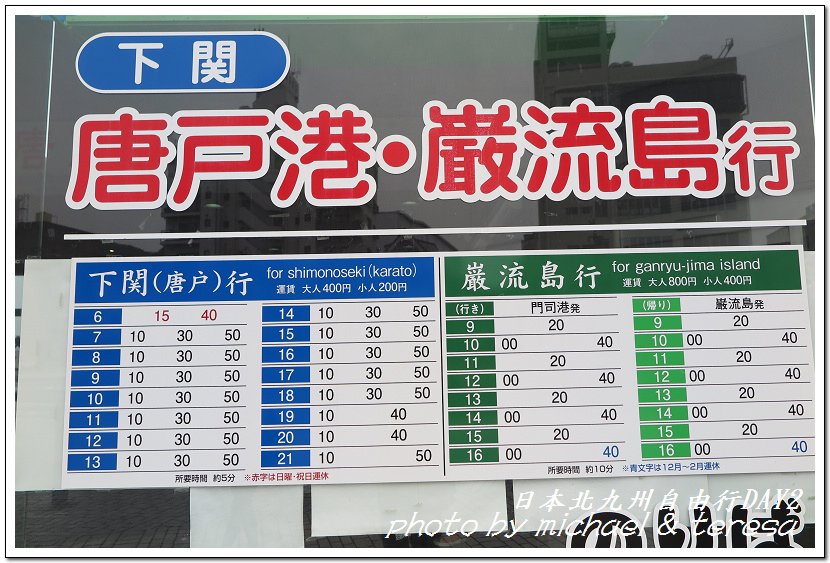 下関
唐戸港・巌流島行
下関(唐戸)行 for shimonoseki(karato)
運賃 大人400円 小人200円
6 15 40
7 10 30 50
8 10 30 50
9 10 30 50
10 10 30 50
11 10 30 50
12 10 30 50
13 10 30 50
14 10 30 50
15 10 30 50
16 10 30 50
17 10 30 50
18 10 30 50
19 10 40
20 10 40
21 10 50
所要時間 約5分 ※赤字は日曜・祝日運休
巌流島行 for ganryu-jima island
運賃 大人800円 小人400円
(行き) 門司港発
9 20
10 00 40
11 20
12 00 40
13 20
14 00 40
15 20
16 00 40
(帰り) 巌流島発
9 20
10 00 40
11 20
12 00 40
13 20
14 00 40
15 20
16 00 40
所要時間 約10分 ※青文字は12月～2月運休
日本北九州自由行DAY2
photo by michael & teresa
のりば